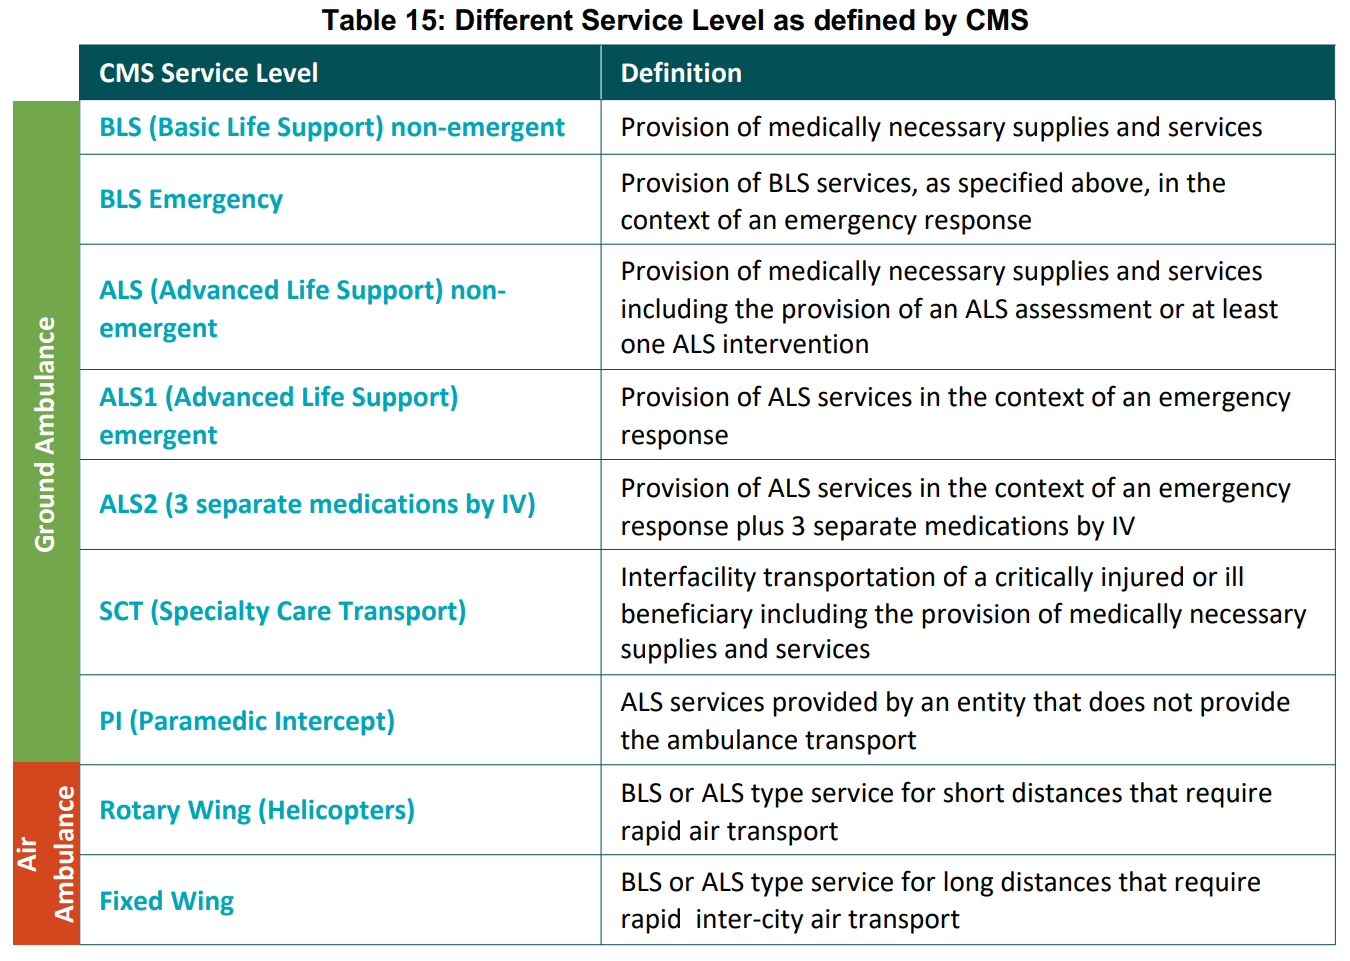 Table 15: Different Service Level as defined by CMS
CMS Service Level
Definition
Ground Ambulance
BLS (Basic Life Support) non-emergent
Provision of medically necessary supplies and services
BLS Emergency
Provision of BLS services, as specified above, in the
context of an emergency response
ALS (Advanced Life Support) non-
emergent
Provision of medically necessary supplies and services
including the provision of an ALS assessment or at least
one ALS intervention
ALS1 (Advanced Life Support)
emergent
Provision of ALS services in the context of an emergency
response
ALS2 (3 separate medications by IV)
Provision of ALS services in the context of an emergency
response plus 3 separate medications by IV
SCT (Specialty Care Transport)
Interfacility transportation of a critically injured or ill
beneficiary including the provision of medically necessary
supplies and services
PI (Paramedic Intercept)
ALS services provided by an entity that does not provide
the ambulance transport
Air
Ambulance
Rotary Wing (Helicopters)
BLS or ALS type service for short distances that require
rapid air transport
Fixed Wing
BLS or ALS type service for long distances that require
rapid  inter-city air transport